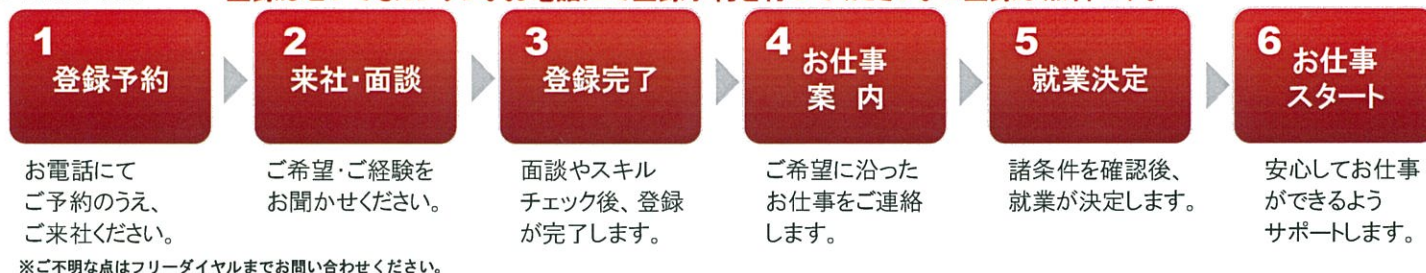 1
登録予約
お電話にて
ご予約のうえ、
ご来社ください。
2
来社・面談
ご希望・ご経験を
お聞かせください。
3
登録完了
面談やスキル
チェック後、登録
が完了します。
4
お仕事
案 内
ご希望に沿った
お仕事をご連絡
します。
5
就業決定
諸条件を確認後、
就業が決定します。
6
お仕事
スタート
安心してお仕事
ができるよう
サポートします。
※ご不明な点はフリーダイヤルまでお問い合わせください。